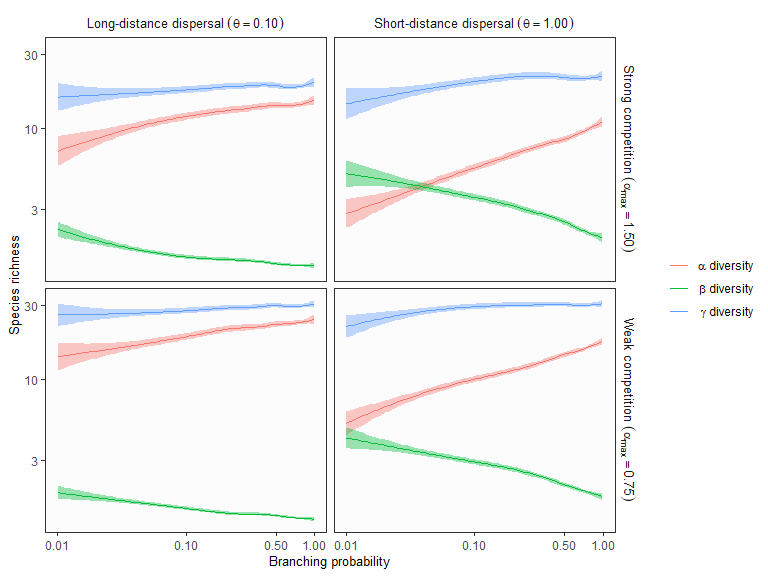 Long-distance dispersal (θ = 0.10)
Short-distance dispersal (θ = 1.00)
30
10
3
Strong competition (αmax = 1.50)
30
10
3
Weak competition (αmax = 0.75)
Species richness
0.01
0.10
0.50
1.00
0.01
0.10
0.50
1.00
Branching probability
α diversity
β diversity
γ diversity